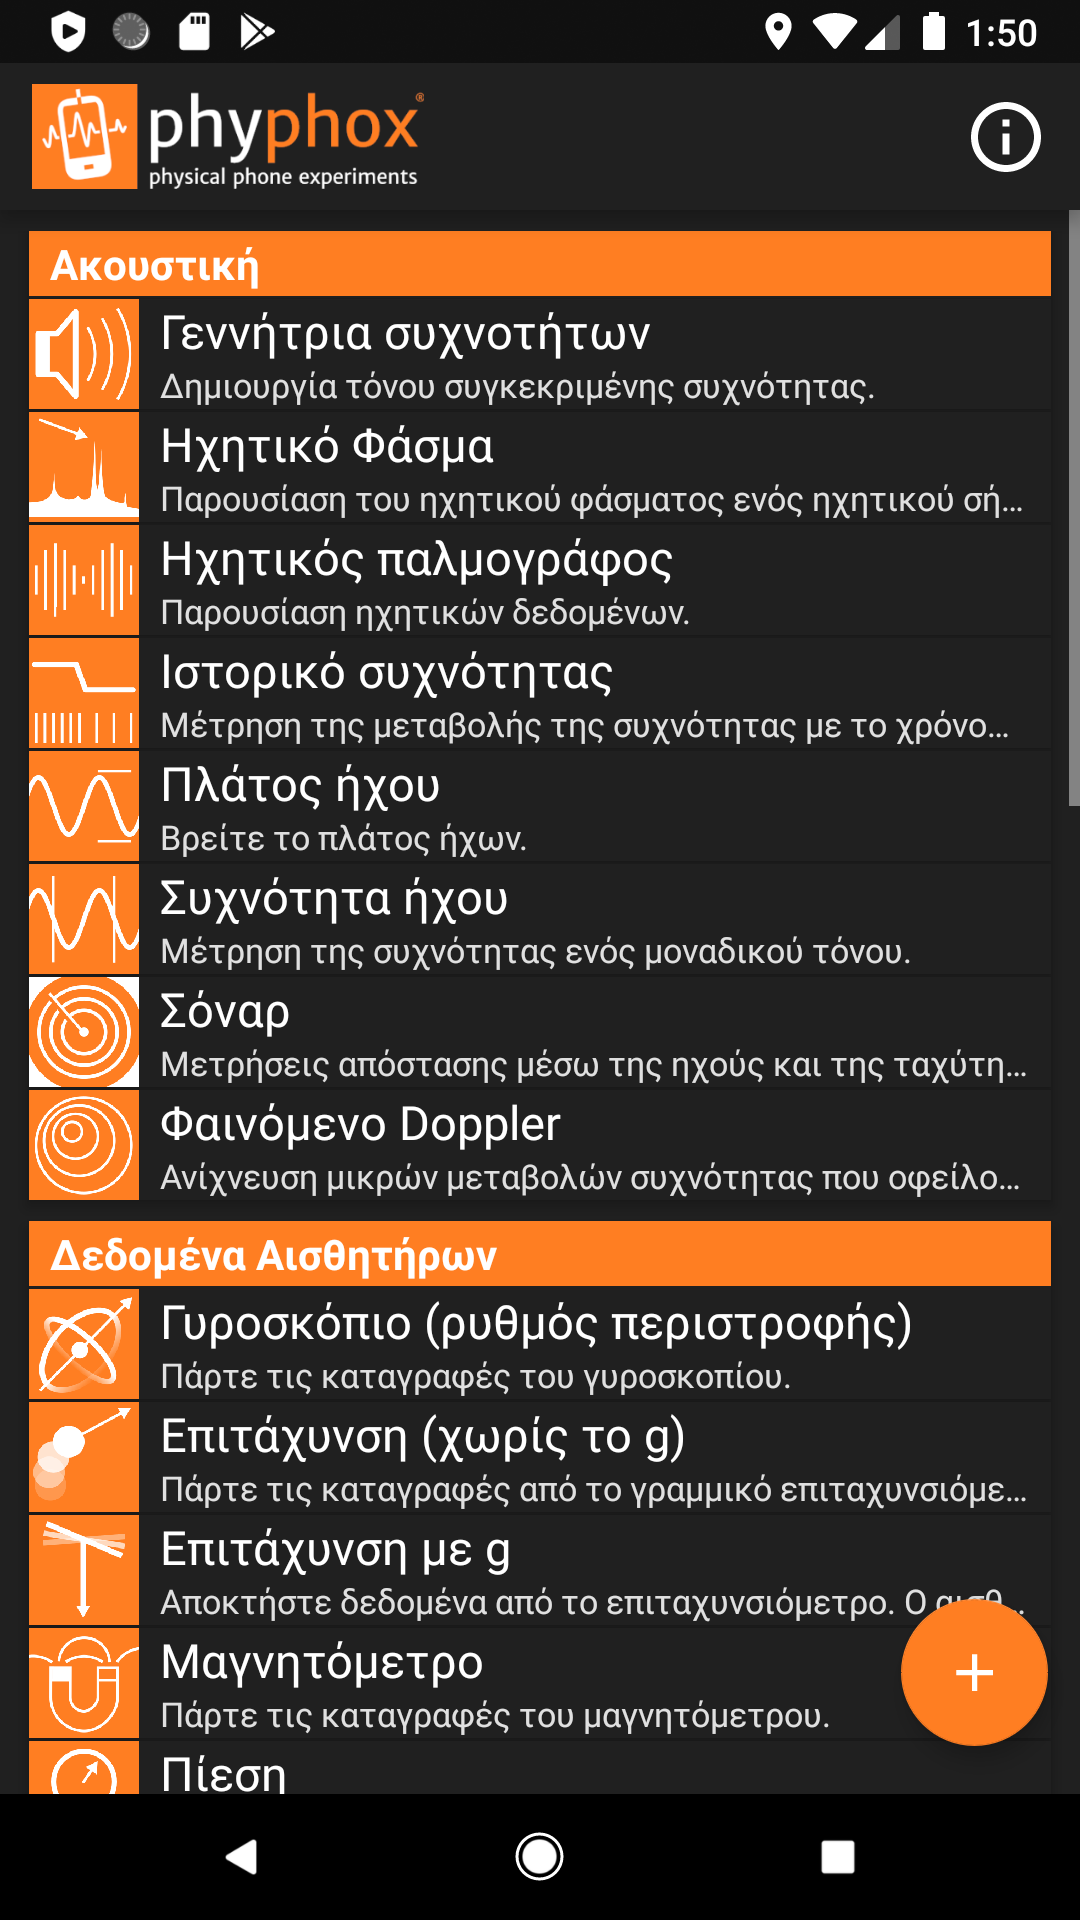 1:50
phyphox®
physical phone experiments
Ακουστική
Γεννήτρια συχνοτήτων
Δημιουργία τόνου συγκεκριμένης συχνότητας.
Ηχητικό Φάσμα
Παρουσίαση του ηχητικού φάσματος ενός ηχητικού σή...
Ηχητικός παλμογράφος
Παρουσίαση ηχητικών δεδομένων.
Ιστορικό συχνότητας
Μέτρηση της μεταβολής της συχνότητας με το χρόνο...
Πλάτος ήχου
Βρείτε το πλάτος ήχων.
Συχνότητα ήχου
Μέτρηση της συχνότητας ενός μοναδικού τόνου.
Σόναρ
Μετρήσεις απόστασης μέσω της ηχούς και της ταχύτη...
Φαινόμενο Doppler
Ανίχνευση μικρών μεταβολών συχνότητας που οφείλο...
Δεδομένα Αισθητήρων
Γυροσκόπιο (ρυθμός περιστροφής)
Πάρτε τις καταγραφές του γυροσκοπίου.
Επιτάχυνση (χωρίς το g)
Πάρτε τις καταγραφές από το γραμμικό επιταχυνσιόμε...
Επιτάχυνση με g
Αποκτήστε δεδομένα από το επιταχυνσιόμετρο. Ο αισθ...
Μαγνητόμετρο
Πάρτε τις καταγραφές του μαγνητόμετρου.
Πίεση